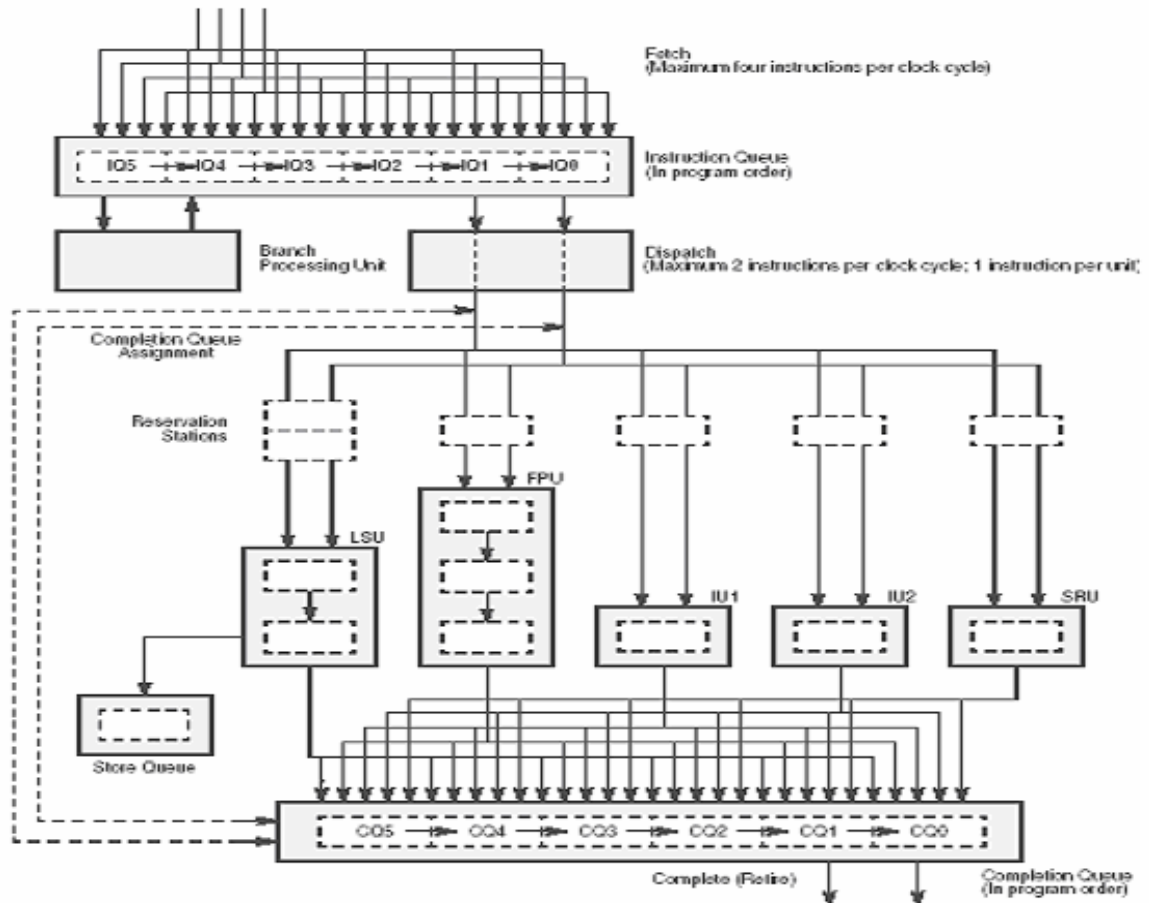 Fetch
(Maximum four instructions per clock cycle)
IQ5 IQ4 IQ3 IQ2 IQ1 IQ0
Instruction Queue
(In program order)
Branch
Processing Unit
Dispatch
(Maximum 2 instructions per clock cycle; 1 instruction per unit)
Completion Queue
Assignment
Reservation
Stations
FPU
LSU
IU1
IU2
SRU
Store Queue
CQ5 CQ4 CQ3 CQ2 CQ1 CQ0
Complete (Retire)
Completion Queue
(In program order)